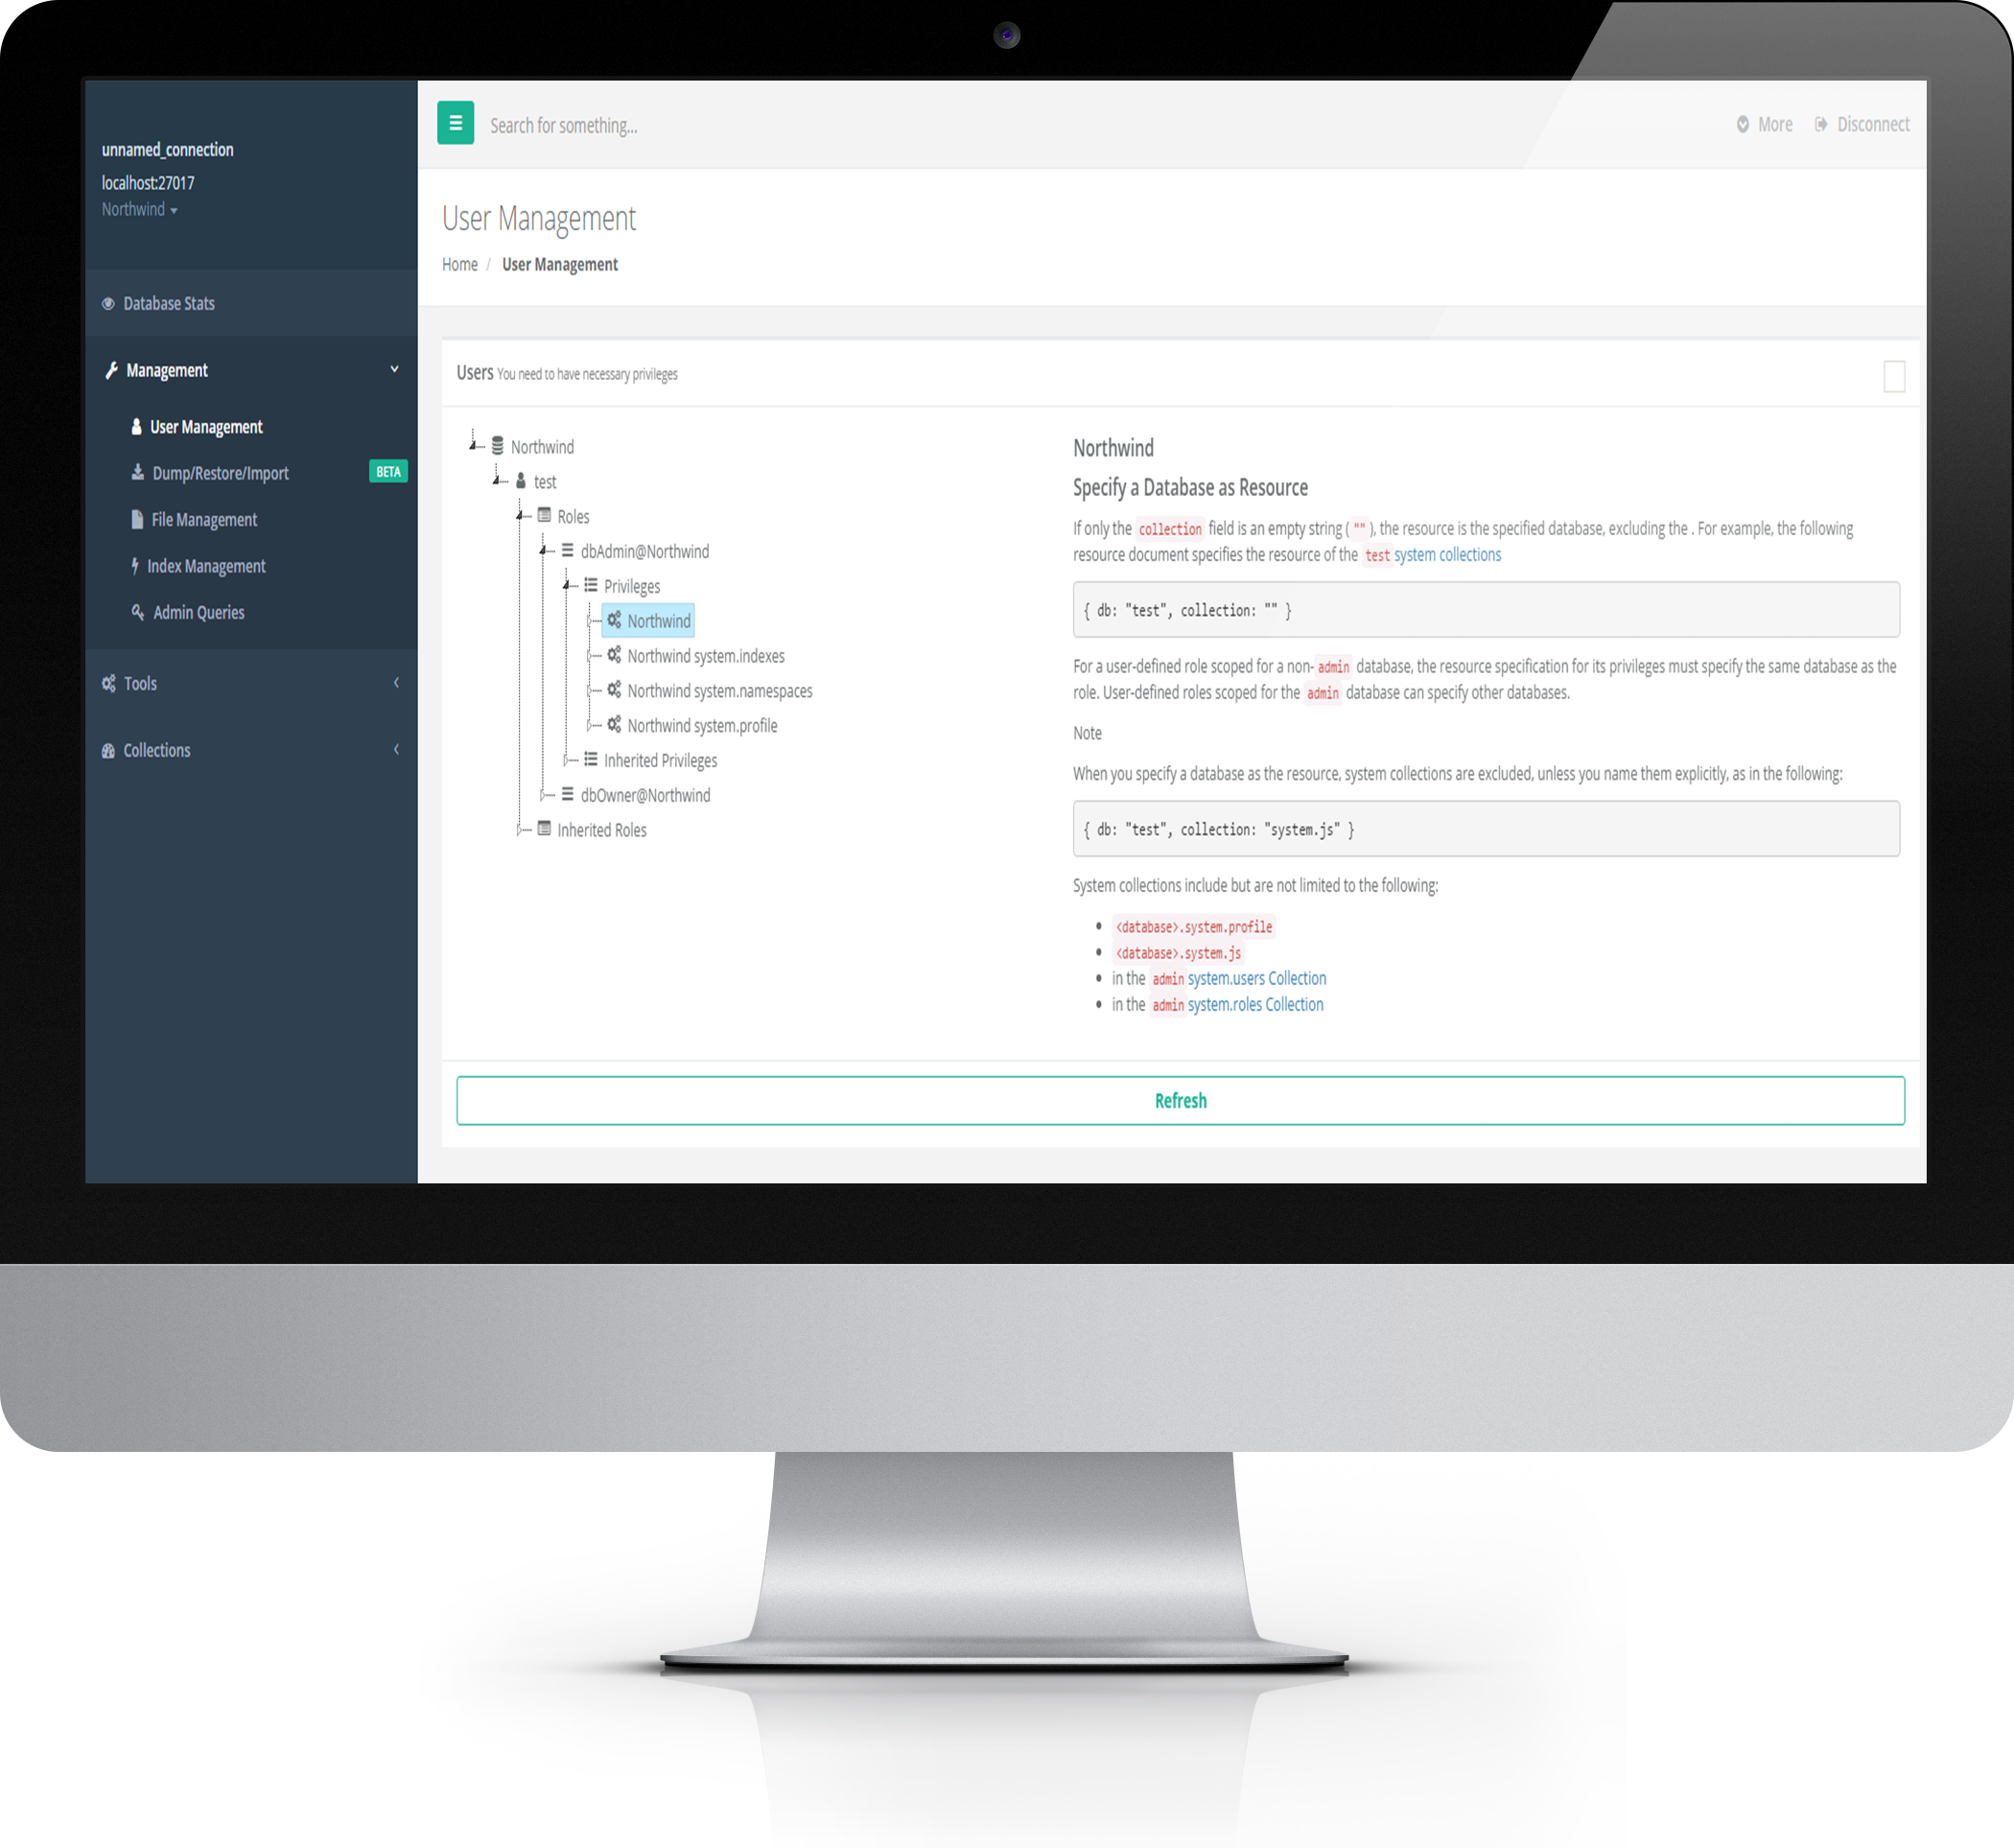 unnamed_connection
localhost:27017
Northwind
Database Stats
Management
User Management
Dump/Restore/Import BETA
File Management
Index Management
Admin Queries
Tools
Collections
Search for something...
More Disconnect
User Management
Home / User Management
Users You need to have necessary privileges
Northwind
test
Roles
dbAdmin@Northwind
Privileges
Northwind
Northwind system.indexes
Northwind system.namespaces
Northwind system.profile
Inherited Privileges
dbOwner@Northwind
Inherited Roles
Northwind
Specify a Database as Resource
If only the collection field is an empty string ( "" ), the resource is the specified database, excluding the . For example, the following
resource document specifies the resource of the test system collections
{ db: "test", collection: "" }
For a user-defined role scoped for a non- admin database, the resource specification for its privileges must specify the same database as the
role. User-defined roles scoped for the admin database can specify other databases.
Note
When you specify a database as the resource, system collections are excluded, unless you name them explicitly, as in the following:
{ db: "test", collection: "system.js" }
System collections include but are not limited to the following:
• <database>.system.profile
• <database>.system.js
• in the admin system.users Collection
• in the admin system.roles Collection
Refresh